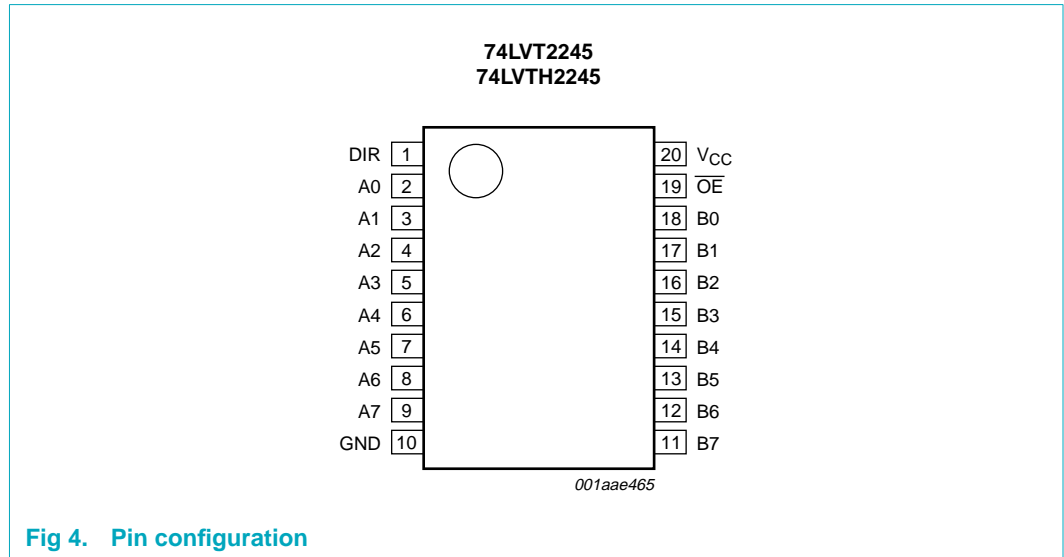 74LVT2245
74LVTH2245
DIR 1 20 VCC
A0 2 19 O̅E̅
A1 3 18 B0
A2 4 17 B1
A3 5 16 B2
A4 6 15 B3
A5 7 14 B4
A6 8 13 B5
A7 9 12 B6
GND 10 11 B7
001aae465
Fig 4. Pin configuration